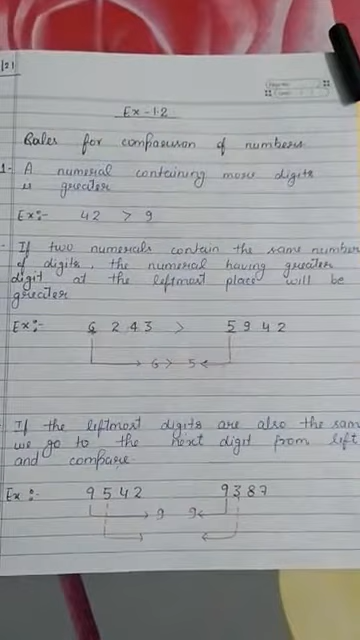 Ex-1.2
Rules for comparison of numbers
1- A numeral containing more digits
is greater
Ex:- 42 > 9
- If two numerals contain the same number
of digits, the numeral having greater
digit at the leftmost place will be
greater
Ex:- 6 2 4 3 > 5 9 4 2
6 > 5
- If the leftmost digits are also the same
we go to the next digit from left
and compare.
Ex:- 9 5 4 2 9 3 8 7
9 9